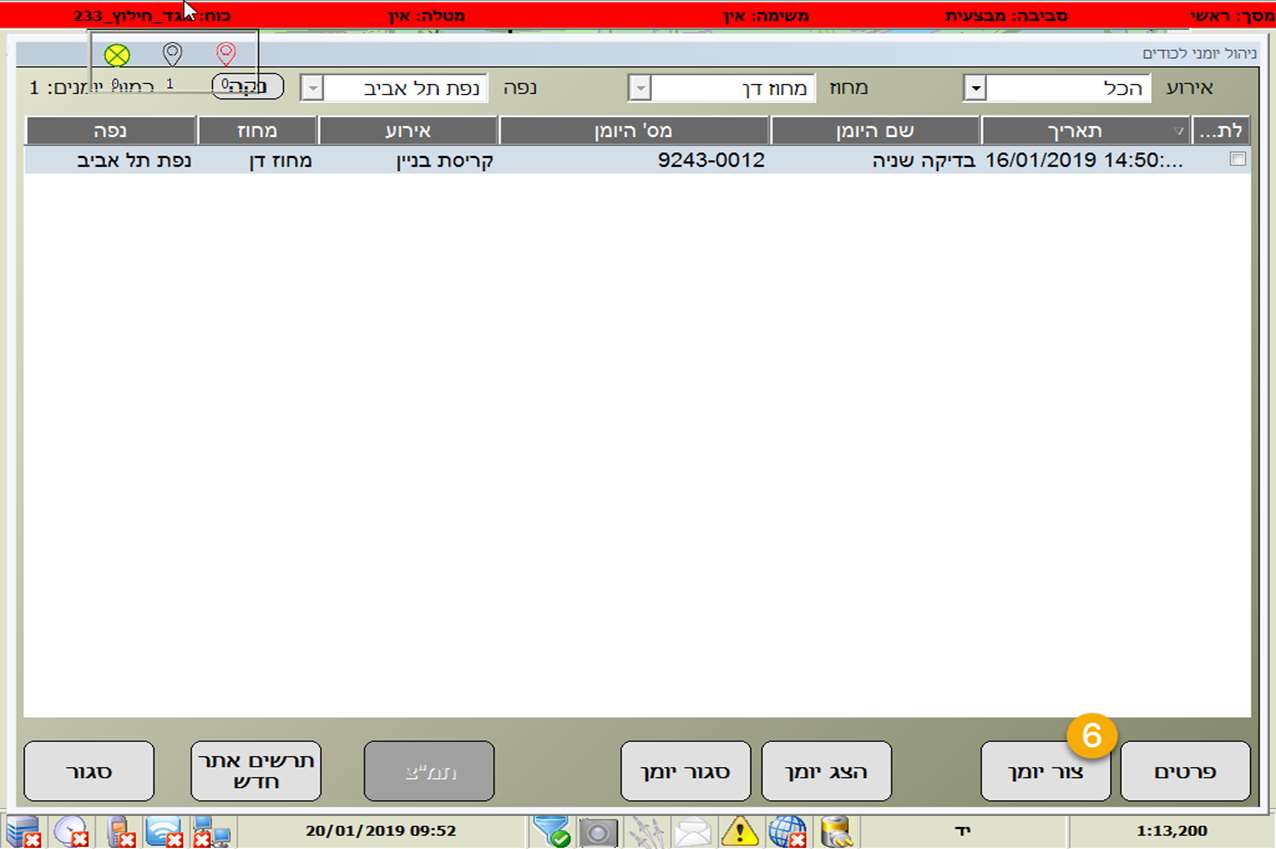 מסך: ראשי סביבה: מבצעית משימה: אין מטלה: אין כוח: מגד_חילוץ_233
ניהול יומני לכודים
0 1 0
אירוע הכל מחוז מחוז דן נפה נפת תל אביב נקה יומנים: 1
לת... תאריך שם היומן מס' היומן אירוע מחוז נפה
16/01/2019 14:50:... בדיקה שניה 9243-0012 קריסת בניין מחוז דן נפת תל אביב
6
פרטים צור יומן הצג יומן סגור יומן תמ"צ תרשים אתר חדש סגור
1:13,200 יד 20/01/2019 09:52